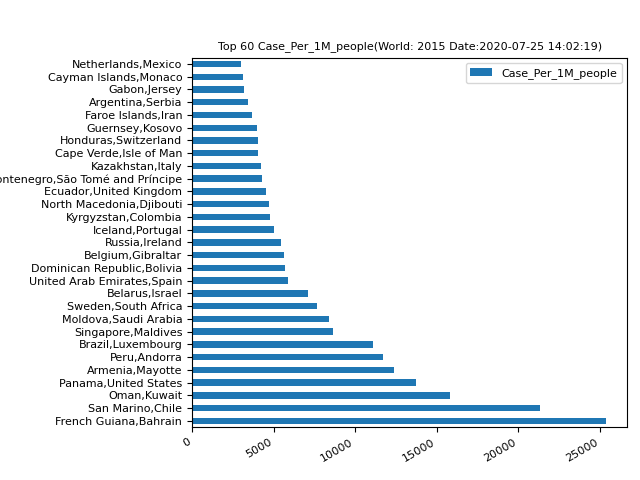 Top 60 Case_Per_1M_people(World: 2015 Date:2020-07-25 14:02:19)
Case_Per_1M_people
Netherlands,Mexico
Cayman Islands,Monaco
Gabon,Jersey
Argentina,Serbia
Faroe Islands,Iran
Guernsey,Kosovo
Honduras,Switzerland
Cape Verde,Isle of Man
Kazakhstan,Italy
ontenegro,São Tomé and Príncipe
Ecuador,United Kingdom
North Macedonia,Djibouti
Kyrgyzstan,Colombia
Iceland,Portugal
Russia,Ireland
Belgium,Gibraltar
Dominican Republic,Bolivia
United Arab Emirates,Spain
Belarus,Israel
Sweden,South Africa
Moldova,Saudi Arabia
Singapore,Maldives
Brazil,Luxembourg
Peru,Andorra
Armenia,Mayotte
Panama,United States
Oman,Kuwait
San Marino,Chile
French Guiana,Bahrain
0 5000 10000 15000 20000 25000